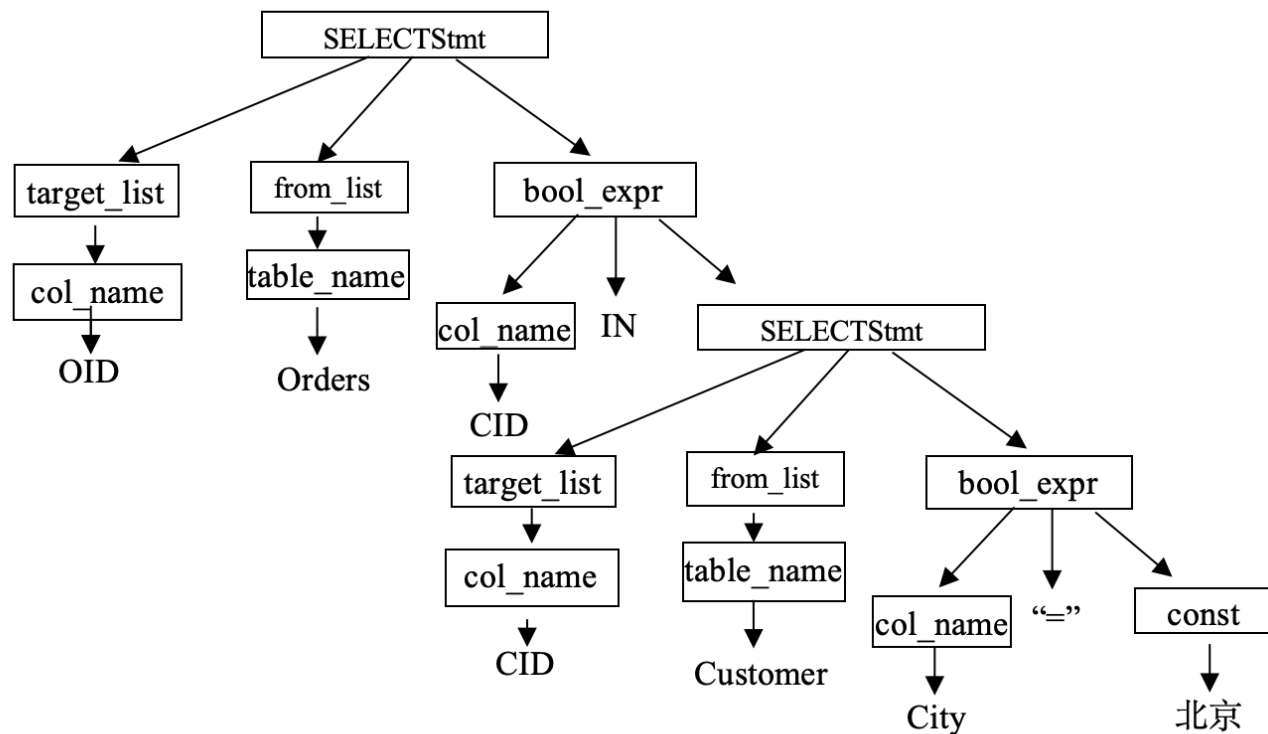 SELECTStmt
target_list
from_list
bool_expr
col_name
table_name
OID
Orders
col_name
IN
SELECTStmt
CID
target_list
from_list
bool_expr
col_name
table_name
col_name
“=”
const
CID
Customer
City
北京